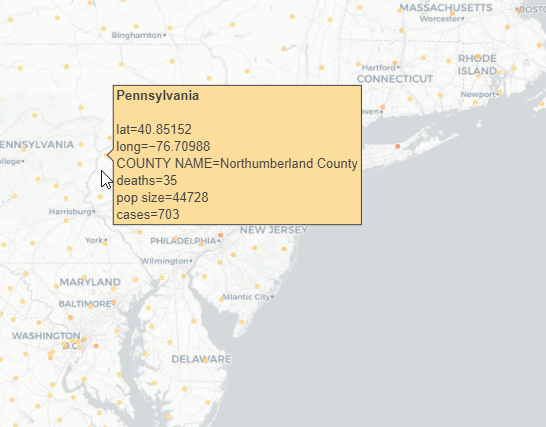 MASSACHUSETTS
BOSTO
Worcester
Binghamton
RHODE
ISLAND
Hartford
CONNECTICUT
Newport
aven
Pennsylvania
lat=40.85152
long=−76.70988
COUNTY NAME=Northumberland County
deaths=35
pop size=44728
cases=703
ENNSYLVANIA
ollege
Harrisburg
York
PHILADELPHIA
NEW JERSEY
Wilmington
MARYLAND
BALTIMORE
Atlantic City
WASHINGTON
D.C.
DELAWARE